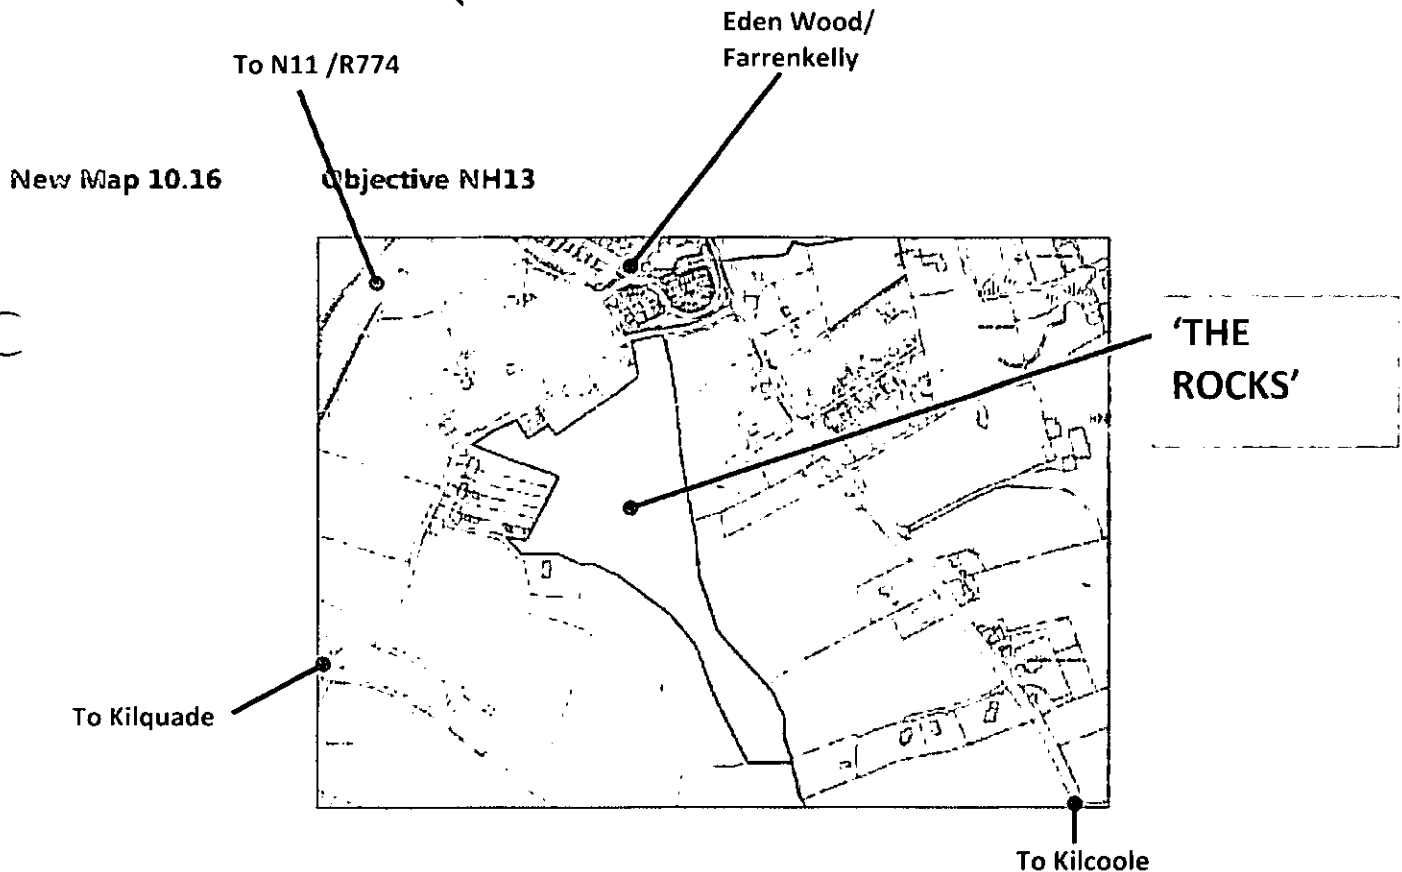 Eden Wood/
Farrenkelly
To N11 /R774
New Map 10.16 Objective NH13
'THE
ROCKS'
To Kilquade
To Kilcoole